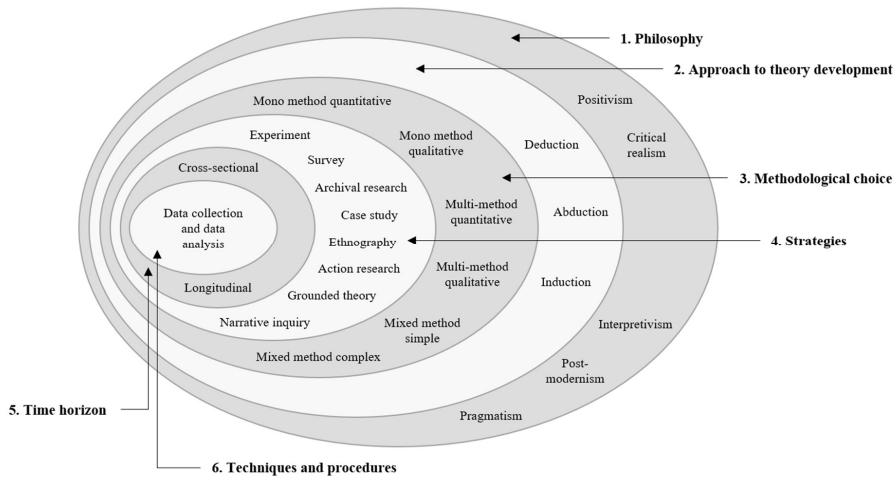 1. Philosophy
2. Approach to theory development
Positivism
Mono method quantitative
Experiment
Mono method
qualitative
Deduction
Critical
realism
Survey
Cross-sectional
3. Methodological choice
Archival research
Data collection
and data
analysis
Case study
Multi-method
quantitative
Abduction
Ethnography
4. Strategies
Action research
Multi-method
qualitative
Induction
Longitudinal
Grounded theory
Narrative inquiry
Mixed method
simple
Interpretivism
Mixed method complex
Post-
modernism
5. Time horizon
Pragmatism
6. Techniques and procedures